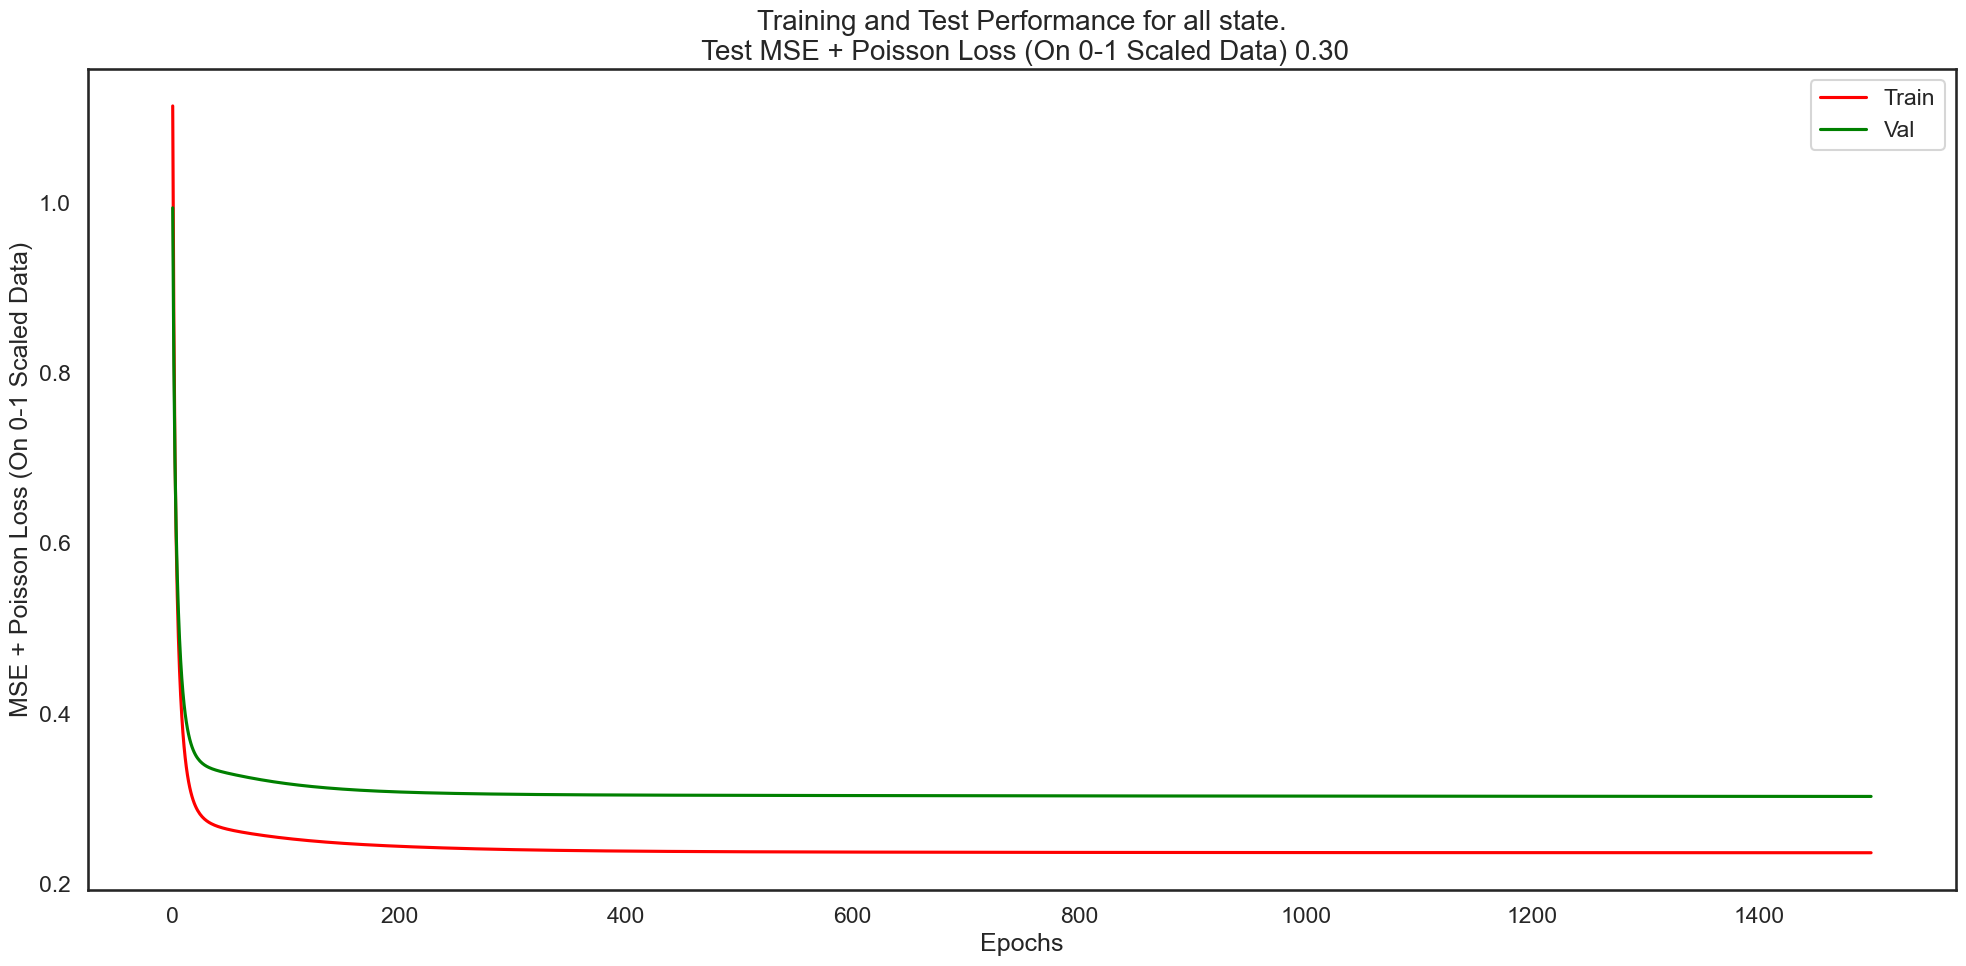 Training and Test Performance for all state.
Test MSE + Poisson Loss (On 0-1 Scaled Data) 0.30
Train
Val
MSE + Poisson Loss (On 0-1 Scaled Data)
1.0
0.8
0.6
0.4
0.2
0 200 400 600 800 1000 1200 1400
Epochs